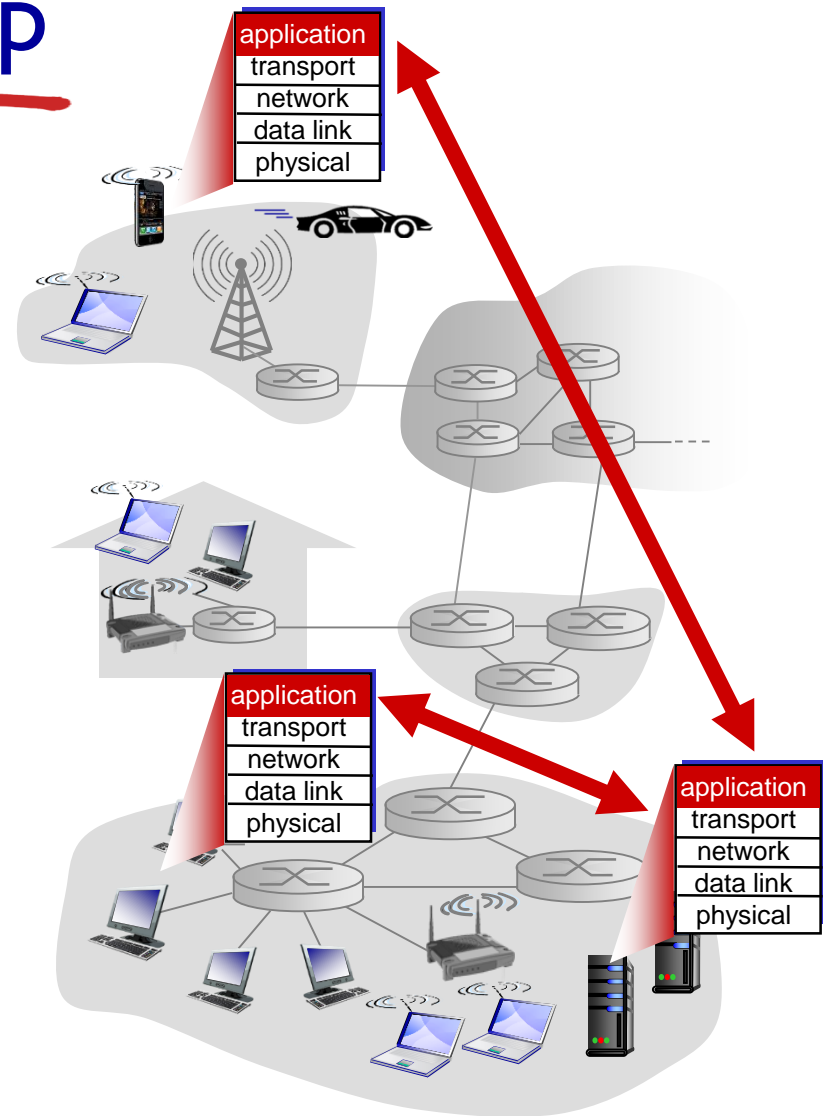 p
application
transport
network
data link
physical
application
transport
network
data link
physical
application
transport
network
data link
physical